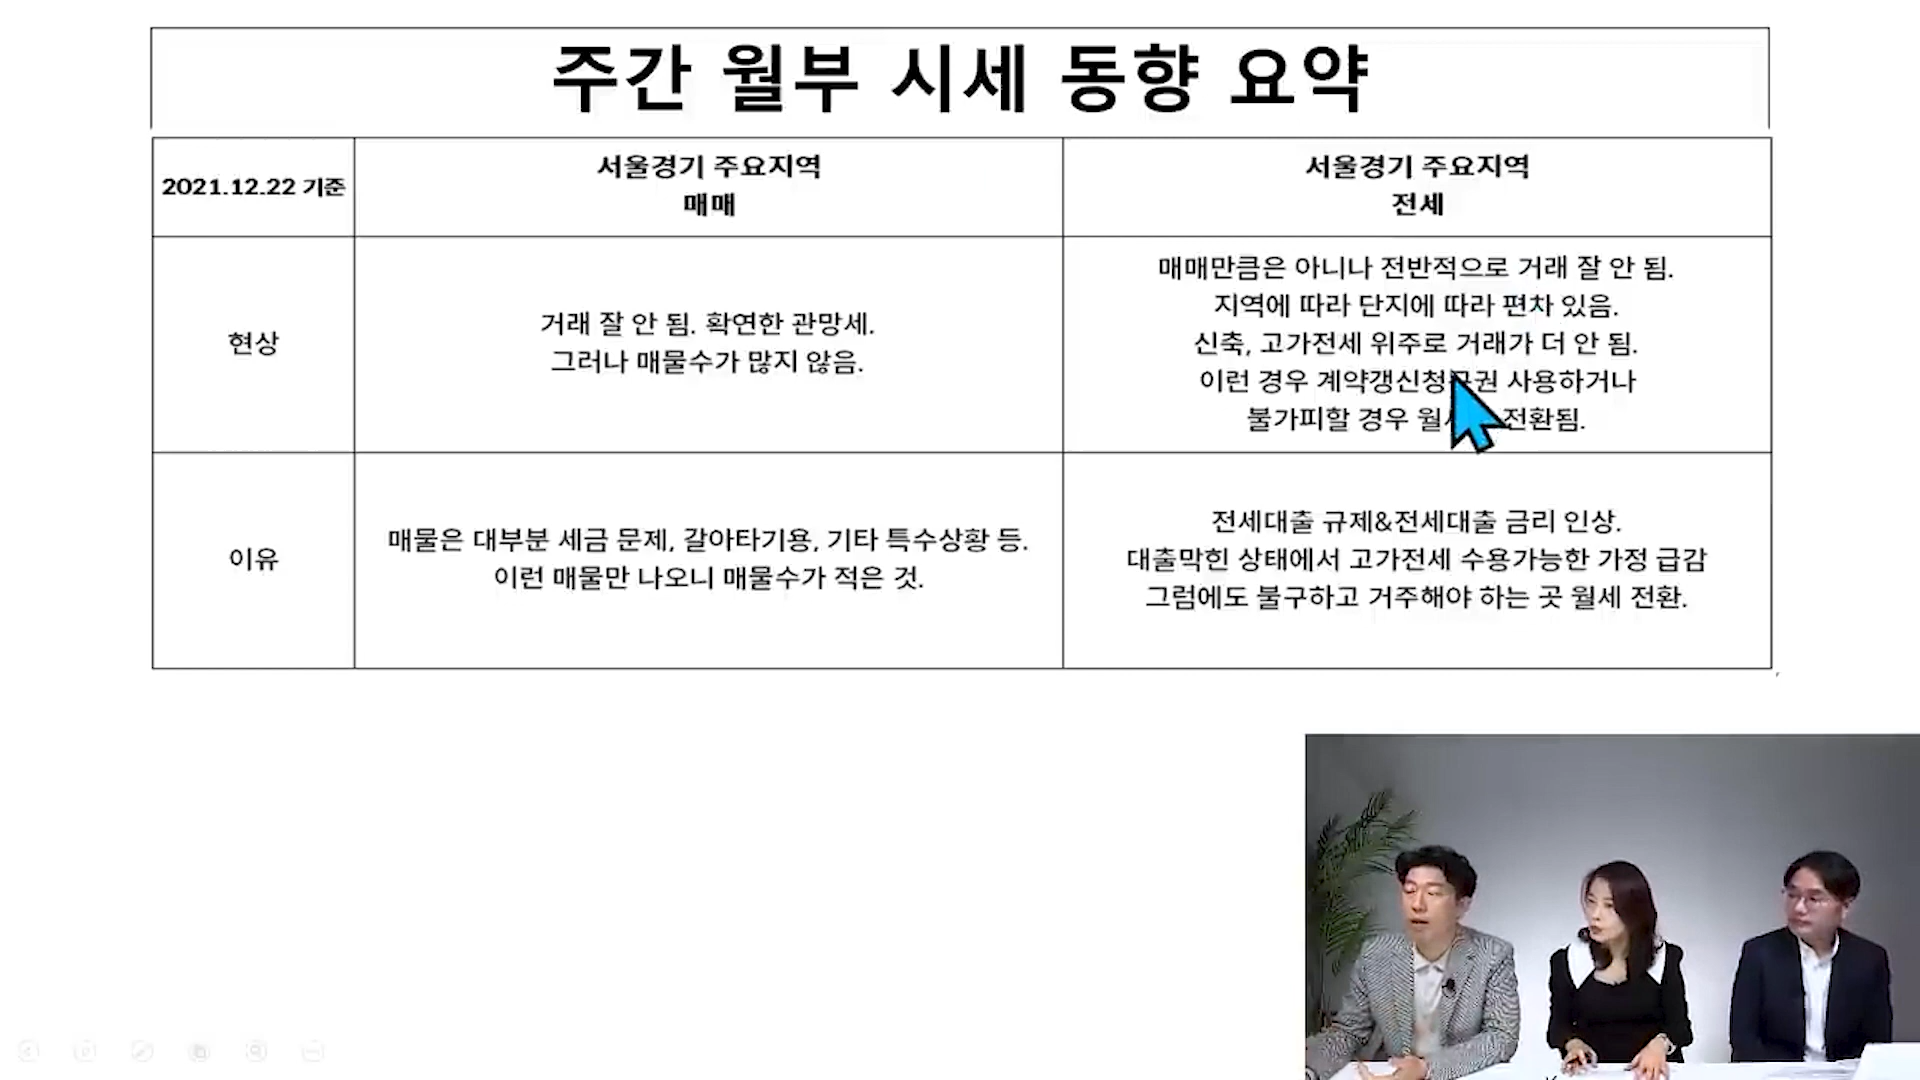 주간 월부 시세 동향 요약
2021.12.22 기준
서울경기 주요지역
매매
서울경기 주요지역
전세
현상
거래 잘 안 됨. 확연한 관망세.
그러나 매물수가 많지 않음.
매매만큼은 아니나 전반적으로 거래 잘 안 됨.
지역에 따라 단지에 따라 편차 있음.
신축, 고가전세 위주로 거래가 더 안 됨.
이런 경우 계약갱신청구권 사용하거나
불가피할 경우 전환됨.
이유
매물은 대부분 세금 문제, 갈아타기용, 기타 특수상황 등.
이런 매물만 나오니 매물수가 적은 것.
전세대출 규제&전세대출 금리 인상.
대출막힌 상태에서 고가전세 수용가능한 가정 급감
그럼에도 불구하고 거주해야 하는 곳 월세 전환.